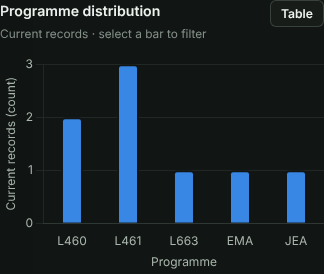 Programme distribution
Table
Current records · select a bar to filter
Current records (count)
3
2
1
0
L460 L461 L663 EMA JEA
Programme